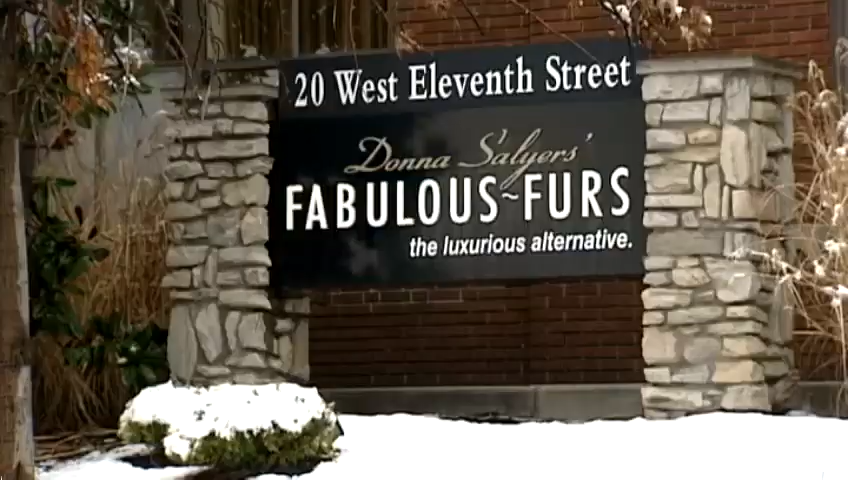 20 West Eleventh Street
Donna Salyers'
FABULOUS~FURS
the luxurious alternative.